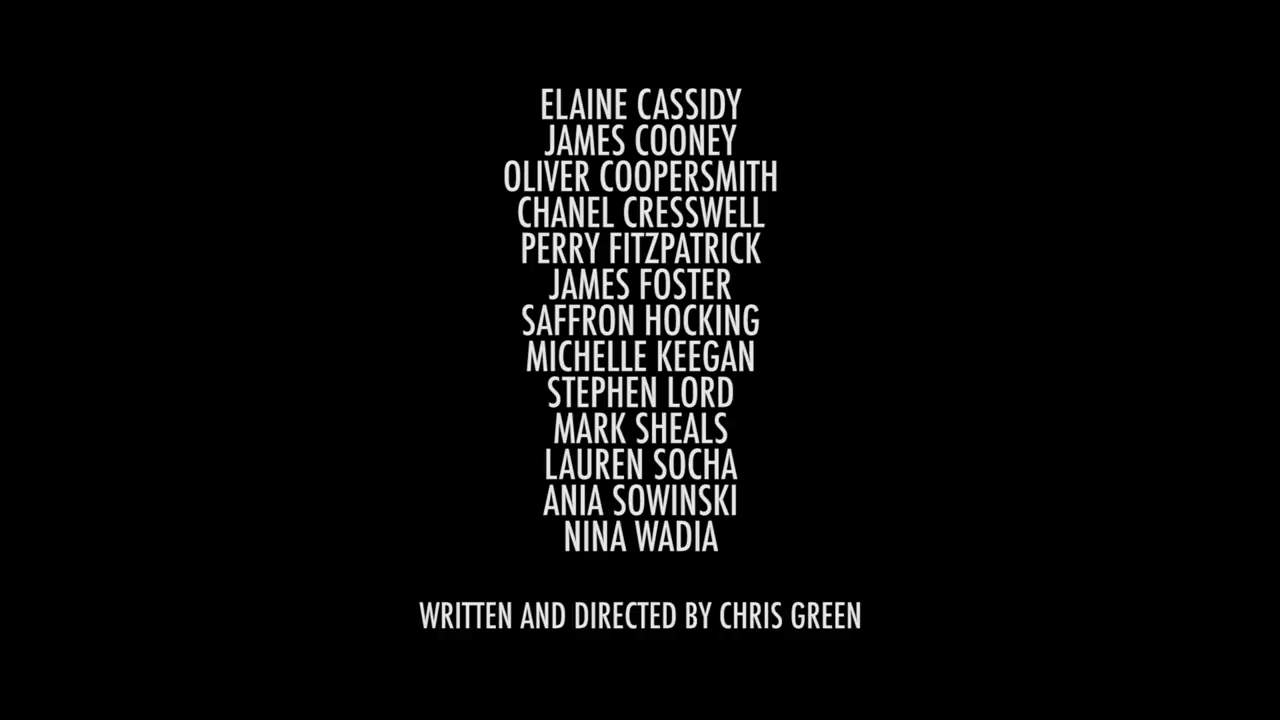 ELAINE CASSIDY
JAMES COONEY
OLIVER COOPERSMITH
CHANEL CRESSWELL
PERRY FITZPATRICK
JAMES FOSTER
SAFFRON HOCKING
MICHELLE KEEGAN
STEPHEN LORD
MARK SHEALS
LAUREN SOCHA
ANIA SOWINSKI
NINA WADIA
WRITTEN AND DIRECTED BY CHRIS GREEN